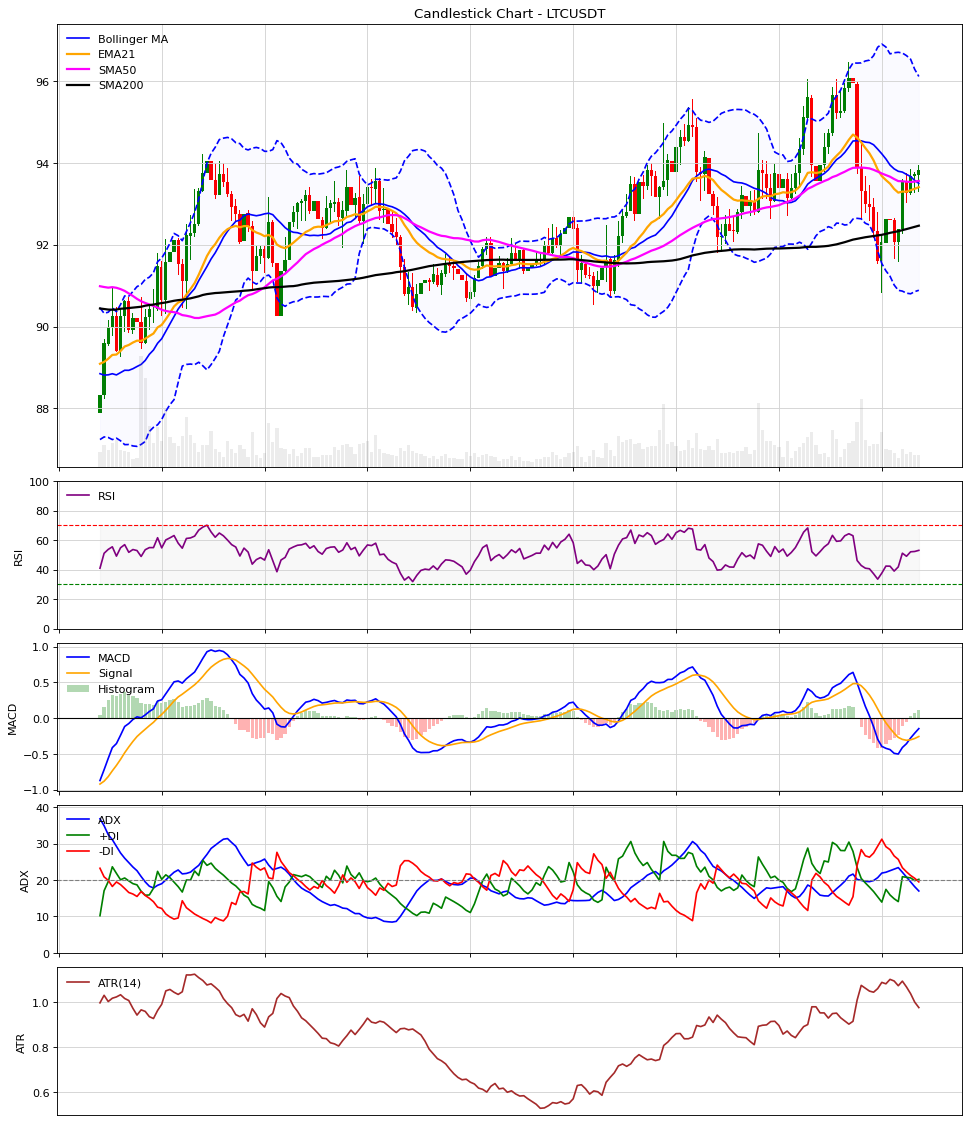 Candlestick Chart - LTCUSDT
Bollinger MA
EMA21
SMA50
SMA200
96
94
92
90
88
RSI
100
80
60
40
20
0
RSI
MACD
Signal
Histogram
1.0
0.5
0.0
−0.5
−1.0
MACD
ADX
+DI
-DI
40
30
20
10
0
ADX
ATR(14)
1.0
0.8
0.6
ATR